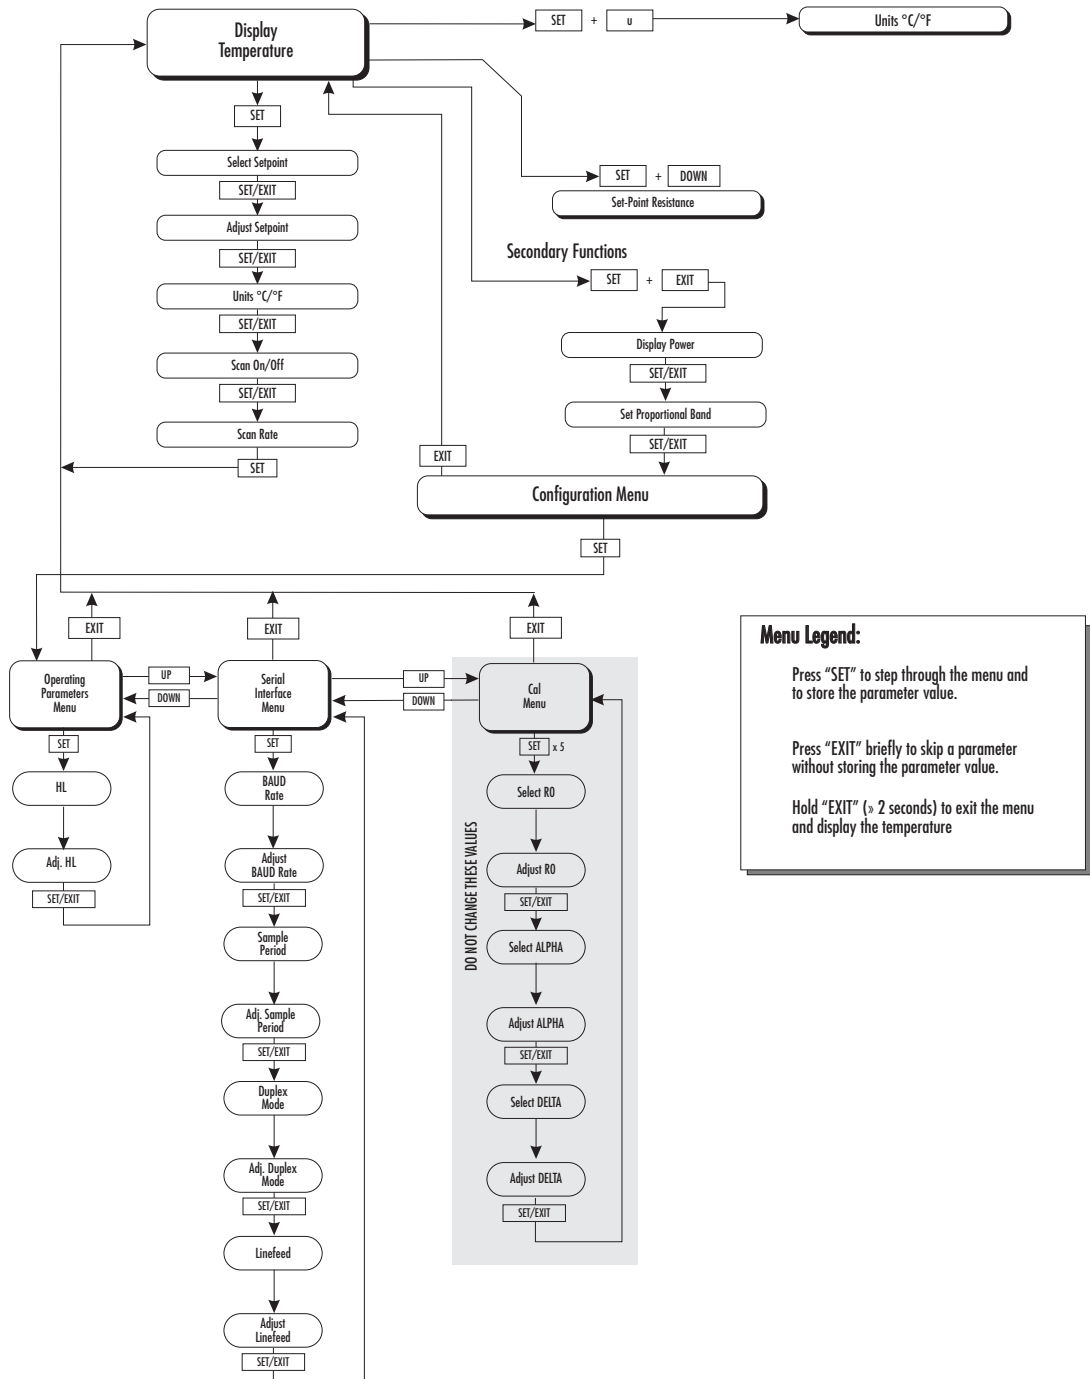 Display
Temperature
SET + u
Units °C/°F
SET
Select Setpoint
SET/EXIT
Adjust Setpoint
SET/EXIT
Units °C/°F
SET/EXIT
Scan On/Off
SET/EXIT
Scan Rate
SET
SET + DOWN
Set-Point Resistance
Secondary Functions
SET + EXIT
Display Power
SET/EXIT
Set Proportional Band
SET/EXIT
EXIT
Configuration Menu
SET
EXIT
EXIT
EXIT
Operating
Parameters
Menu
UP
DOWN
Serial
Interface
Menu
UP
DOWN
Cal
Menu
SET
HL
Adj. HL
SET/EXIT
SET
BAUD
Rate
Adjust
BAUD Rate
SET/EXIT
Sample
Period
Adj. Sample
Period
SET/EXIT
Duplex
Mode
Adj. Duplex
Mode
SET/EXIT
Linefeed
Adjust
Linefeed
SET/EXIT
SET x 5
Select R0
Adjust R0
SET/EXIT
Select ALPHA
Adjust ALPHA
SET/EXIT
Select DELTA
Adjust DELTA
SET/EXIT
DO NOT CHANGE THESE VALUES
Menu Legend:
Press “SET” to step through the menu and
to store the parameter value.
Press “EXIT” briefly to skip a parameter
without storing the parameter value.
Hold “EXIT” (» 2 seconds) to exit the menu
and display the temperature